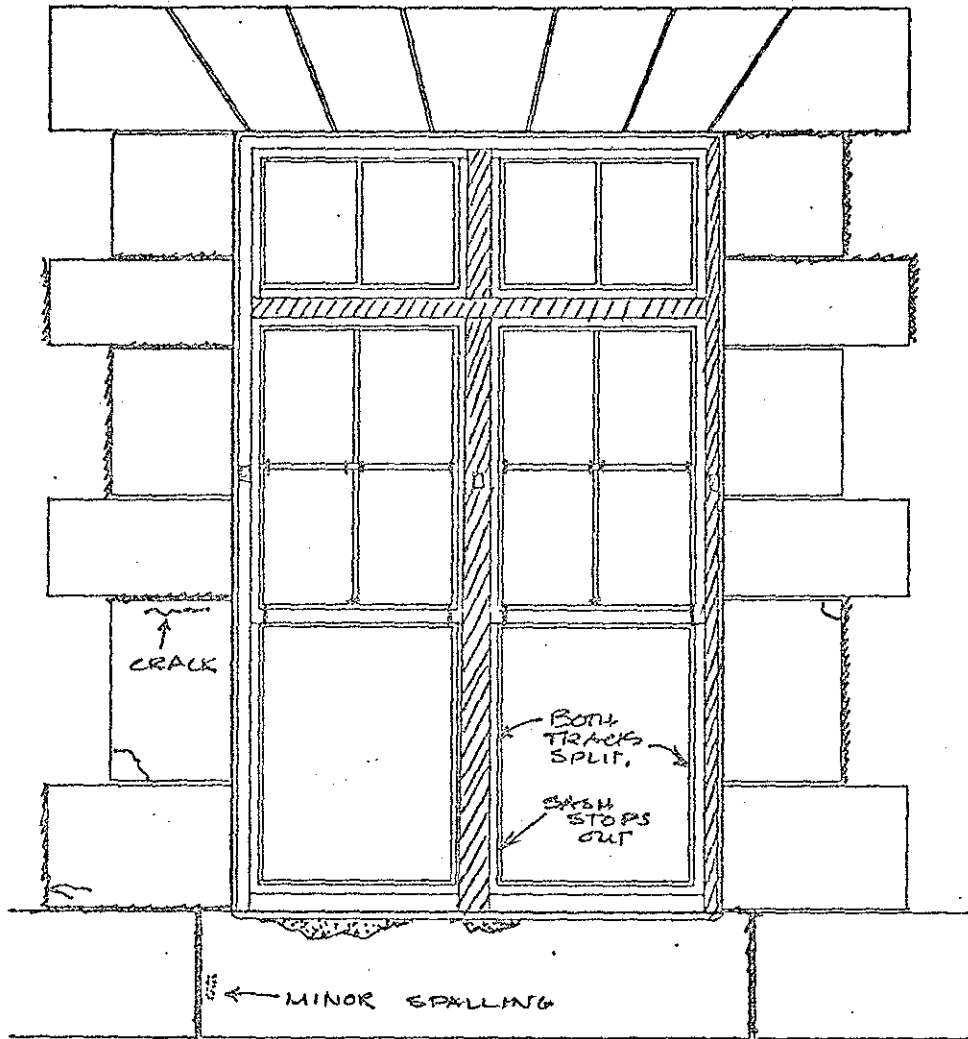 CRACK
BOTH
TRACKS
SPLIT.
SASH
STOPS
OUT
MINOR SPALLING